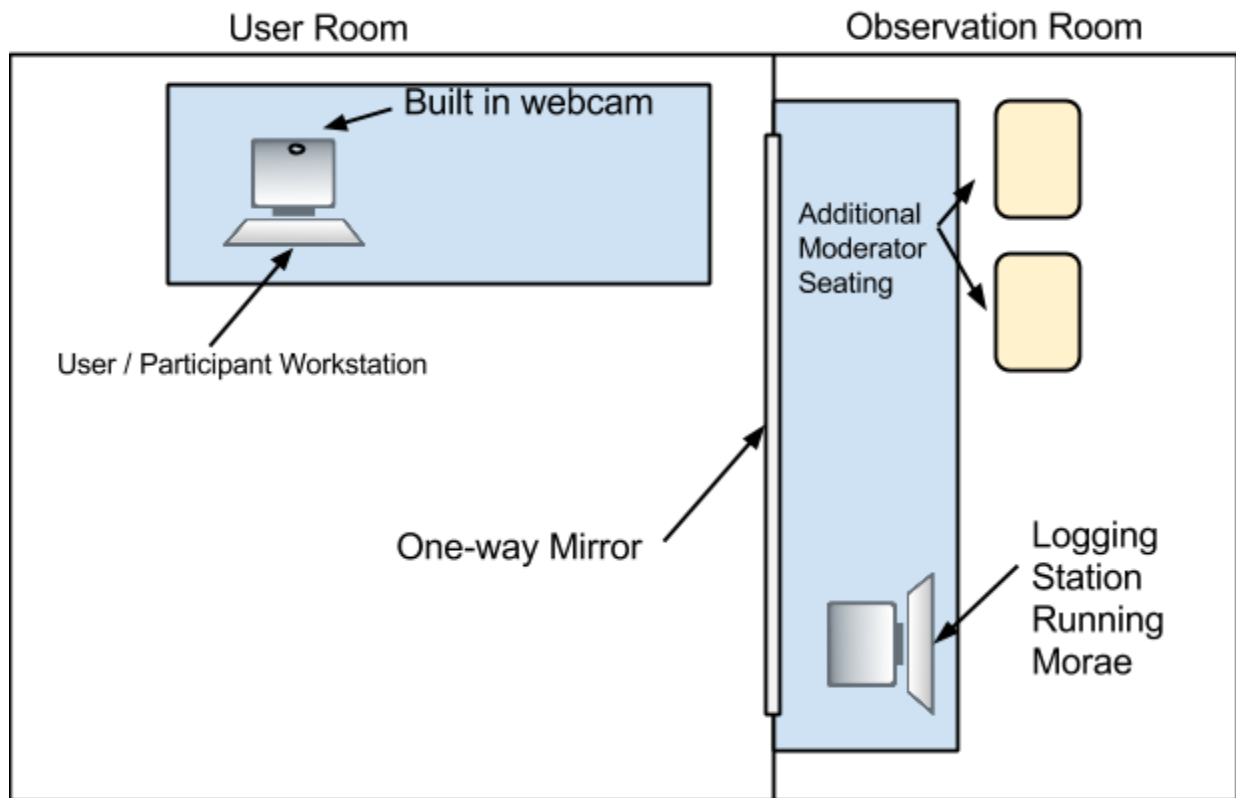 User Room
Observation Room
Built in webcam
Additional
Moderator
Seating
User / Participant Workstation
One-way Mirror
Logging
Station
Running
Morae